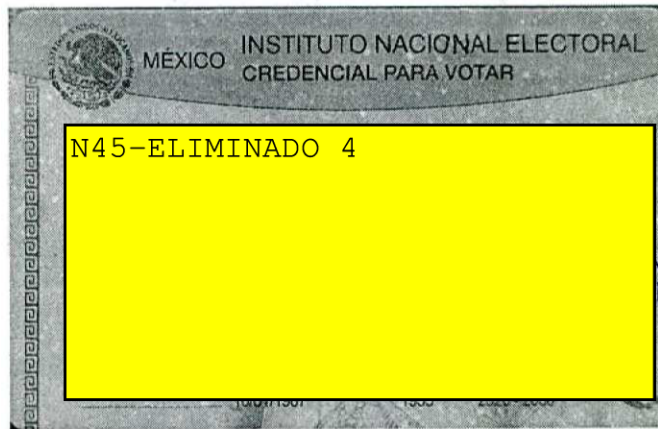 MÉXICO INSTITUTO NACIONAL ELECTORAL
CREDENCIAL PARA VOTAR
N45-ELIMINADO 4